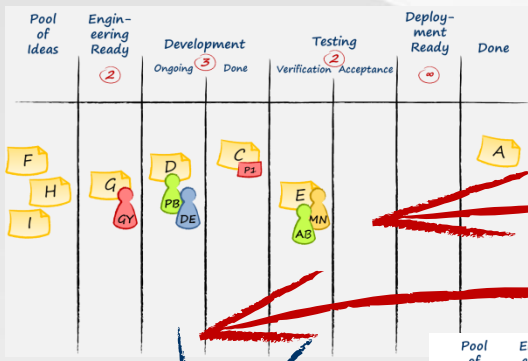 Pool
of
Ideas
Engin-
eering
Ready
2
Development
3
Ongoing
Done
Testing
2
Verification
Acceptance
Deploy-
ment
Ready
∞
Done
F
H
I
G
GY
D
PB
DE
C
P1
E
MN
AB
A
Pool
of
E